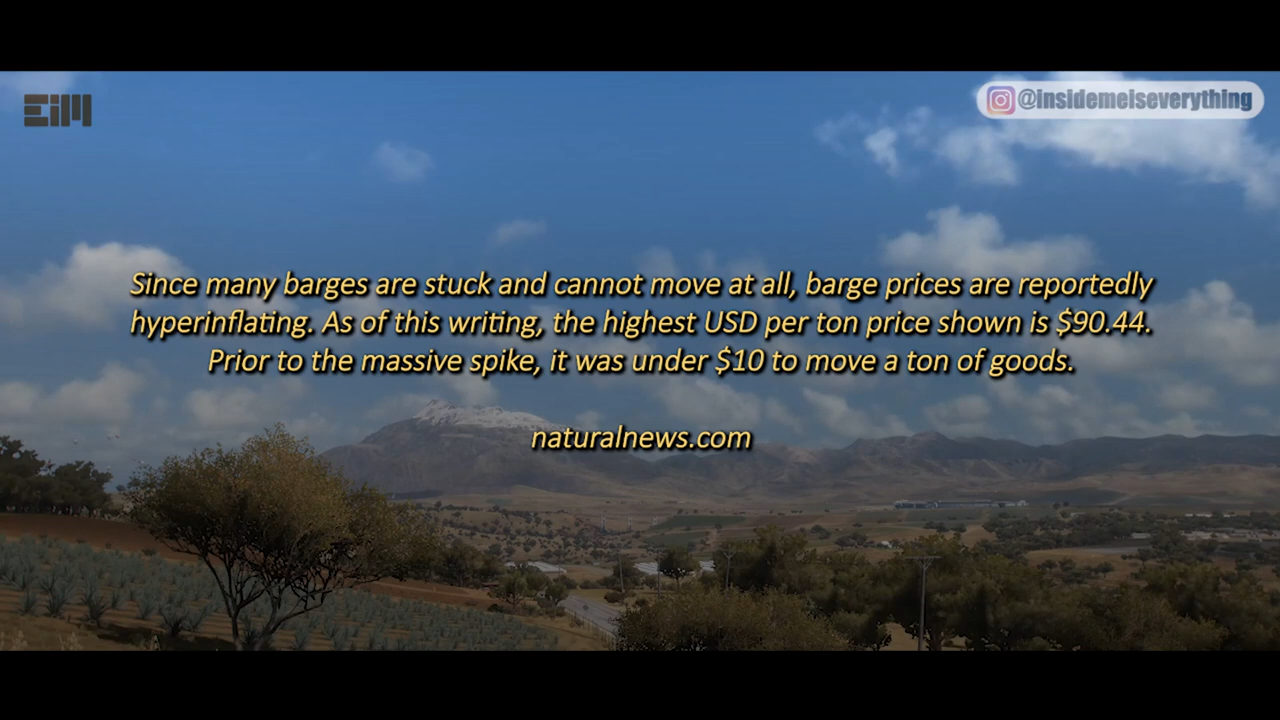 EiM
@insidemeiseverything
Since many barges are stuck and cannot move at all, barge prices are reportedly
hyperinflating. As of this writing, the highest USD per ton price shown is $90.44.
Prior to the massive spike, it was under $10 to move a ton of goods.
naturalnews.com